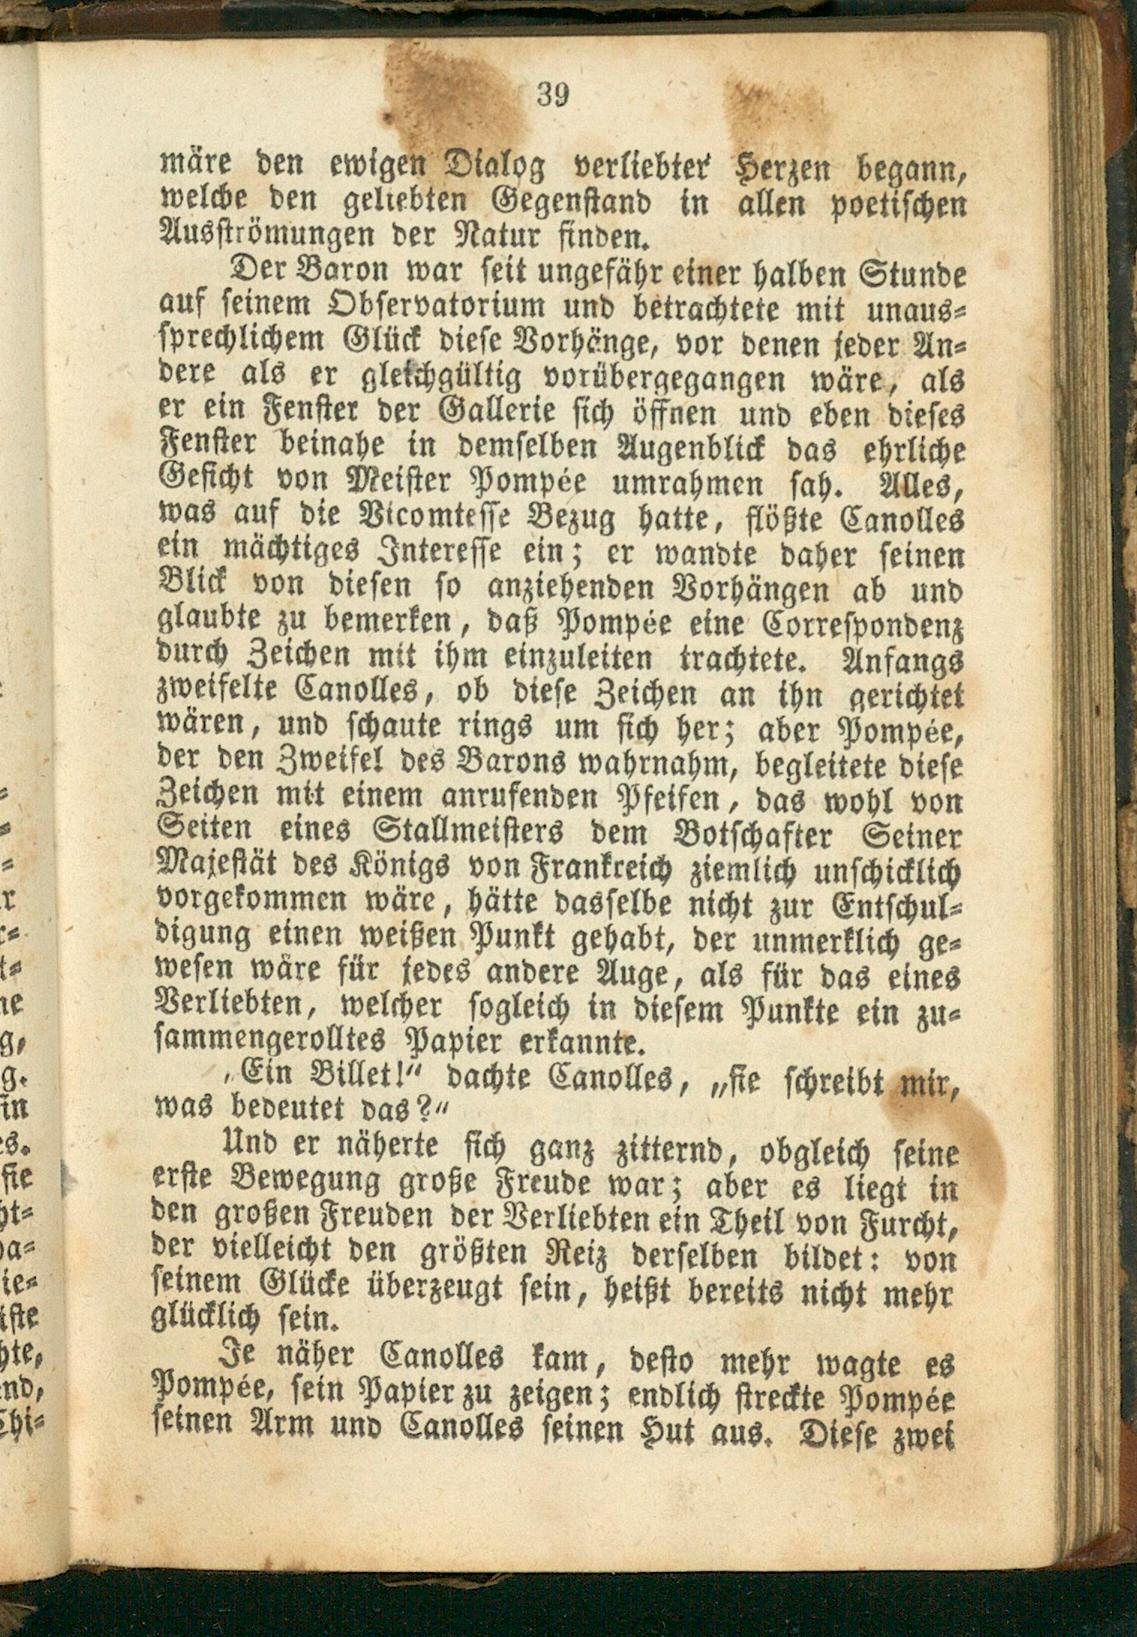 39
märe den ewigen Dialog verliebter Herzen begann,
welche den geliebten Gegenstand in allen poetischen
Ausströmungen der Natur finden.
Der Baron war seit ungefähr einer halben Stunde
auf seinem Observatorium und betrachtete mit unaus-
sprechlichem Glück diese Vorhänge, vor denen jeder An-
dere als er gleichgültig vorübergegangen wäre, als
er ein Fenster der Gallerie sich öffnen und eben dieses
Fenster beinahe in demselben Augenblick das ehrliche
Gesicht von Meister Pompée umrahmen sah. Alles,
was auf die Vicomtesse Bezug hatte, flößte Canolles
ein mächtiges Interesse ein; er wandte daher seinen
Blick von diesen so anziehenden Vorhängen ab und
glaubte zu bemerken, daß Pompée eine Correspondenz
durch Zeichen mit ihm einzuleiten trachtete. Anfangs
zweifelte Canolles, ob diese Zeichen an ihn gerichtet
wären, und schaute rings um sich her; aber Pompée,
der den Zweifel des Barons wahrnahm, begleitete diese
Zeichen mit einem anrufenden Pfeifen, das wohl von
Seiten eines Stallmeisters dem Botschafter Seiner
Majestät des Königs von Frankreich ziemlich unschicklich
vorgekommen wäre, hätte dasselbe nicht zur Entschul-
digung einen weißen Punkt gehabt, der unmerklich ge-
wesen wäre für jedes andere Auge, als für das eines
Verliebten, welcher sogleich in diesem Punkte ein zu-
sammengerolltes Papier erkannte.
„Ein Billet!“ dachte Canolles, „sie schreibt mir,
was bedeutet das?“
Und er näherte sich ganz zitternd, obgleich seine
erste Bewegung große Freude war; aber es liegt in
den großen Freuden der Verliebten ein Theil von Furcht,
der vielleicht den größten Reiz derselben bildet: von
seinem Glücke überzeugt sein, heißt bereits nicht mehr
glücklich sein.
Je näher Canolles kam, desto mehr wagte es
Pompée, sein Papier zu zeigen; endlich streckte Pompée
seinen Arm und Canolles seinen Hut aus. Diese zwei